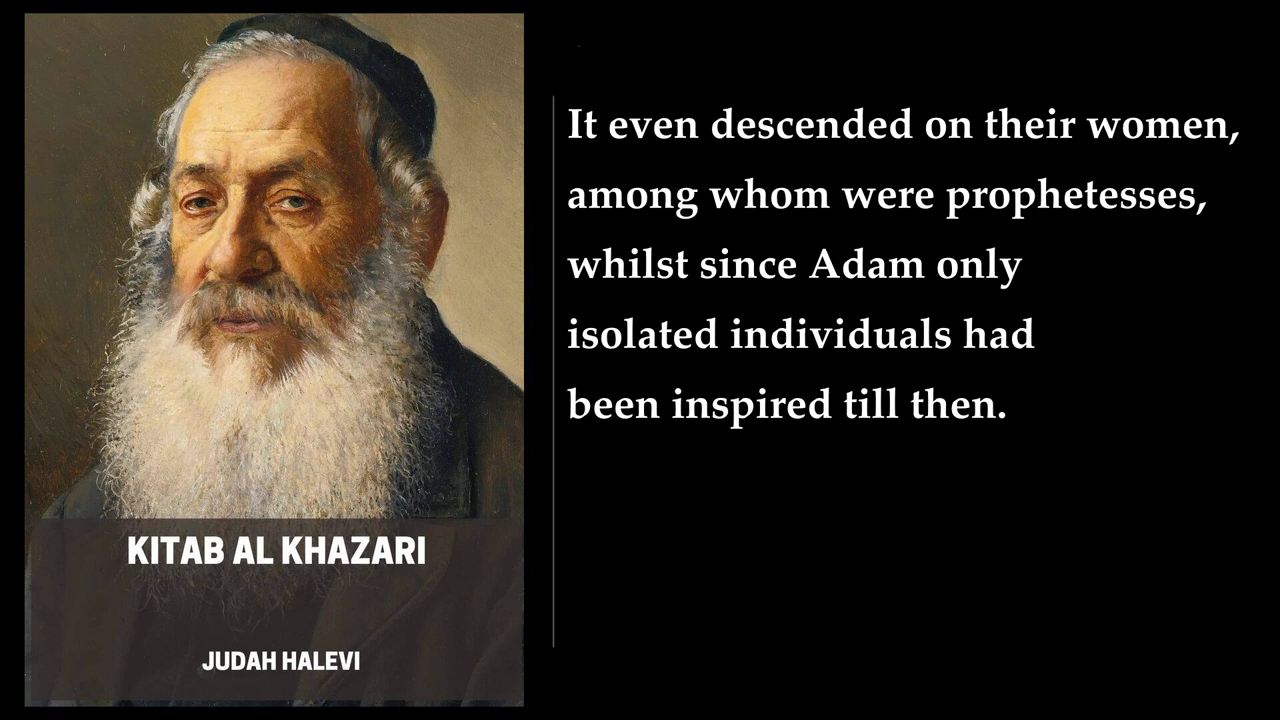 It even descended on their women,
among whom were prophetesses,
whilst since Adam only
isolated individuals had
been inspired till then.
KITAB AL KHAZARI
JUDAH HALEVI